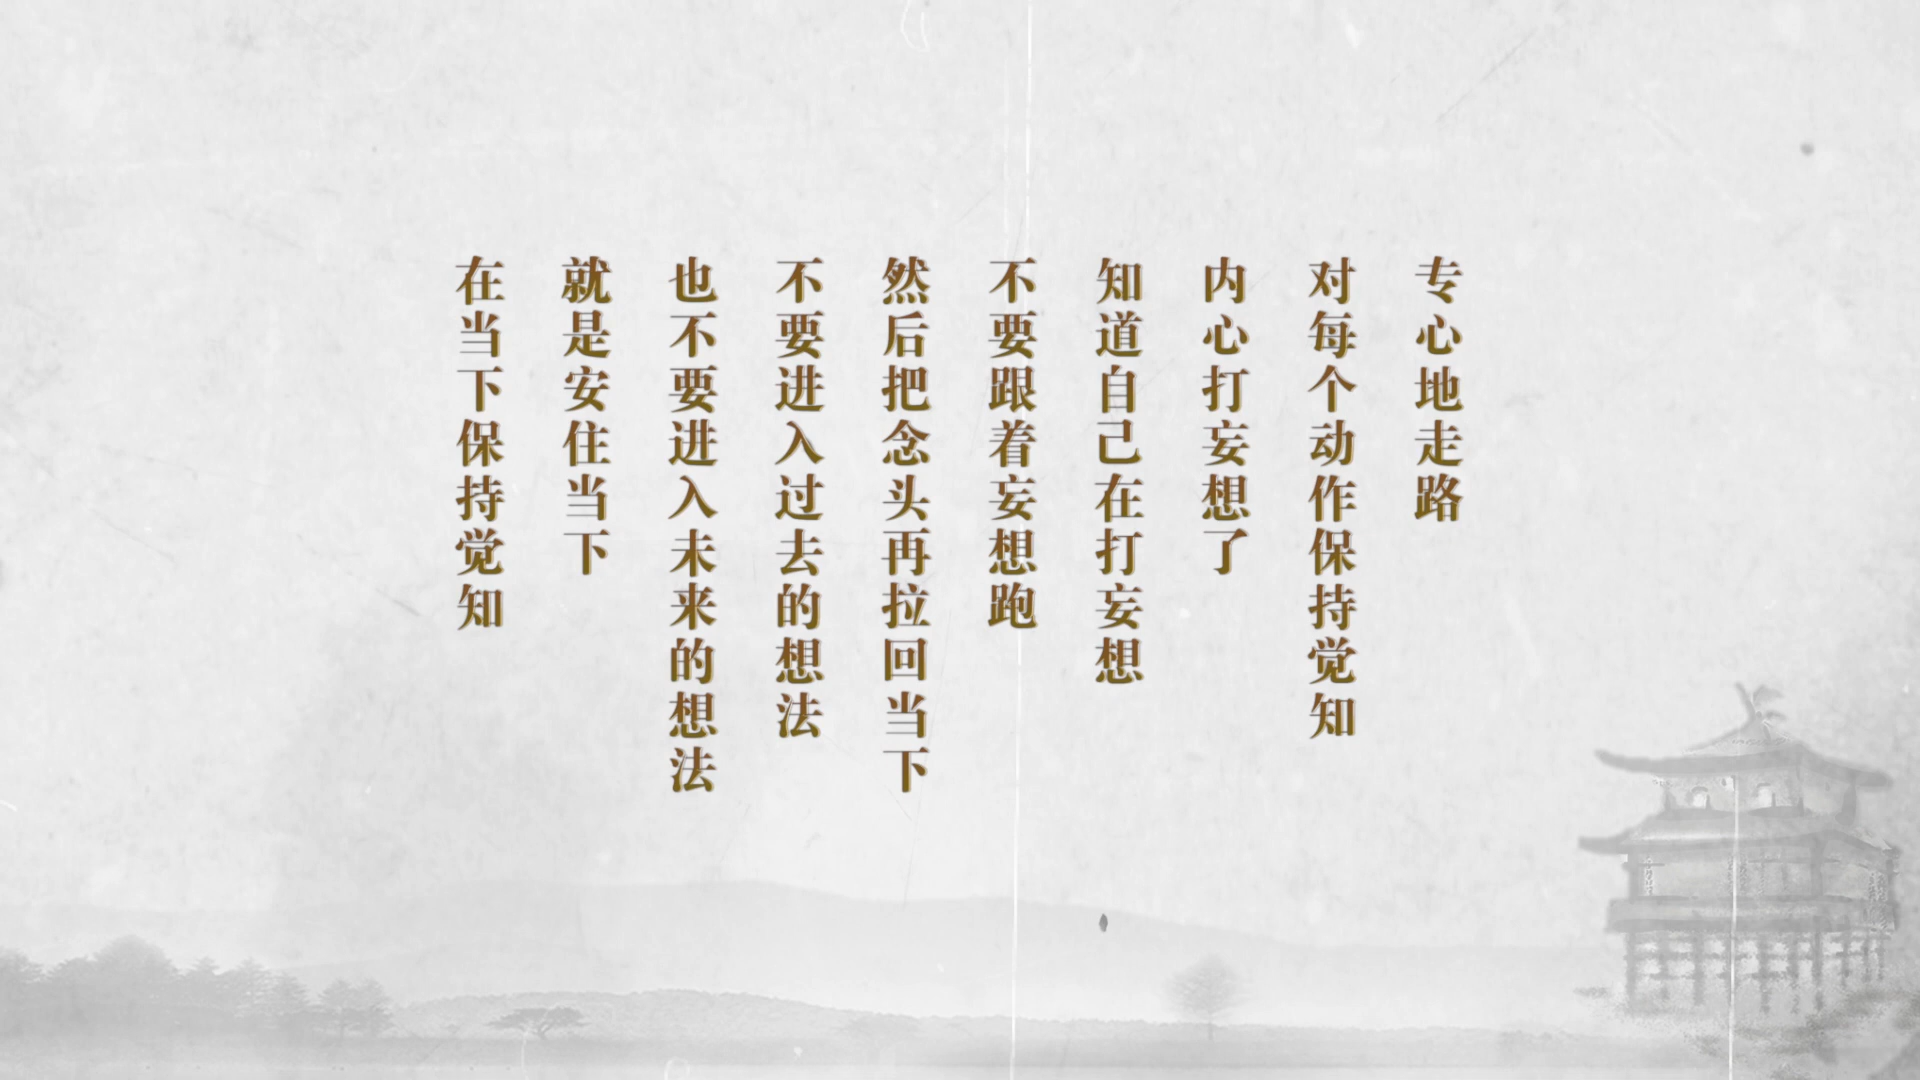 专心地走路
对每个动作保持觉知
内心打妄想了
知道自己在打妄想
不要跟着妄想跑
然后把念头再拉回当下
不要进入过去的想法
也不要进入未来的想法
就是安住当下
在当下保持觉知